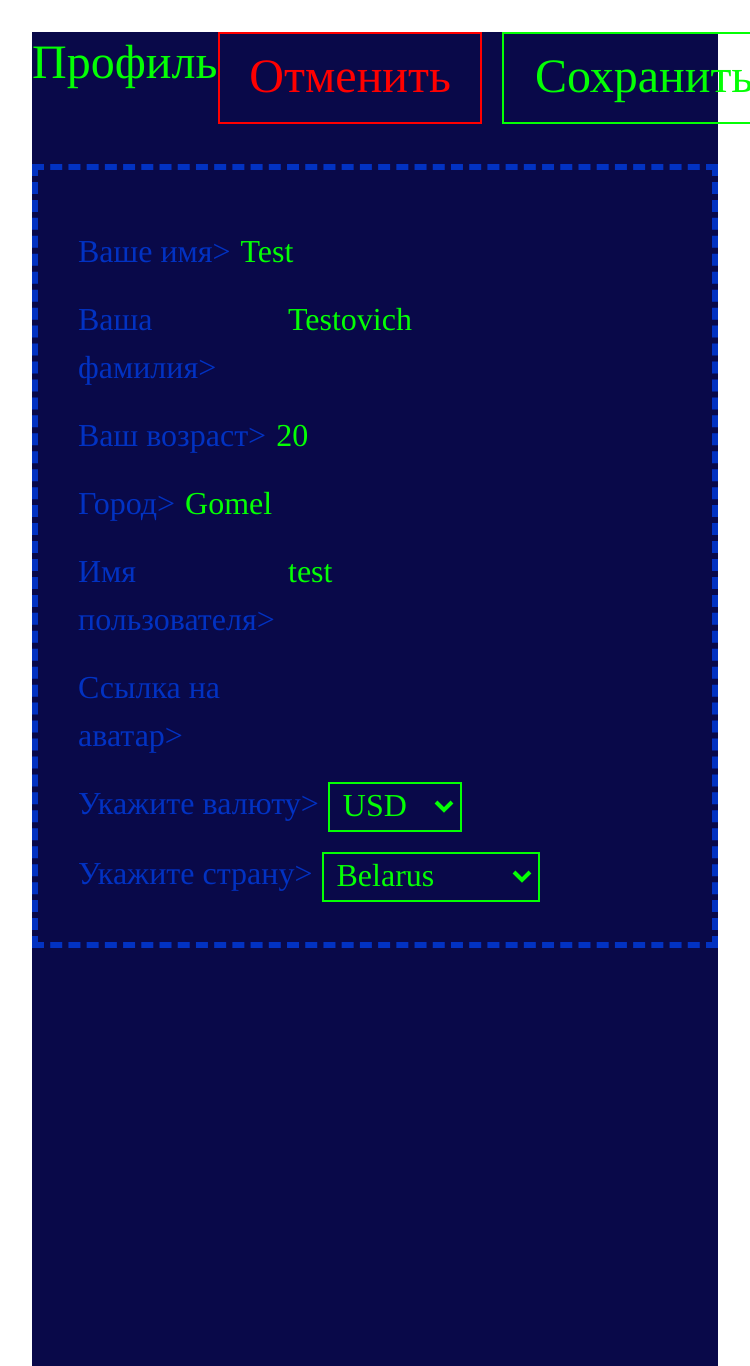 Профиль Отменить Сохранить
Ваше имя> Test
Ваша Testovich
фамилия>
Ваш возраст> 20
Город> Gomel
Имя test
пользователя>
Ссылка на
аватар>
Укажите валюту> USD
Укажите страну> Belarus